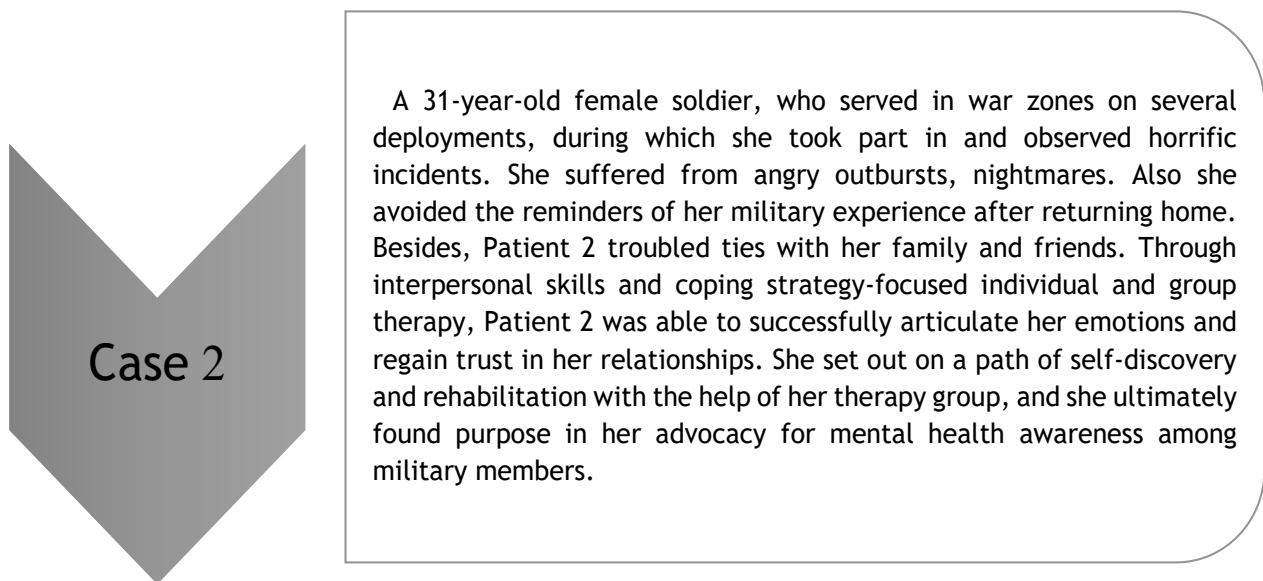 Case 2
A 31-year-old female soldier, who served in war zones on several
deployments, during which she took part in and observed horrific
incidents. She suffered from angry outbursts, nightmares. Also she
avoided the reminders of her military experience after returning home.
Besides, Patient 2 troubled ties with her family and friends. Through
interpersonal skills and coping strategy-focused individual and group
therapy, Patient 2 was able to successfully articulate her emotions and
regain trust in her relationships. She set out on a path of self-discovery
and rehabilitation with the help of her therapy group, and she ultimately
found purpose in her advocacy for mental health awareness among
military members.